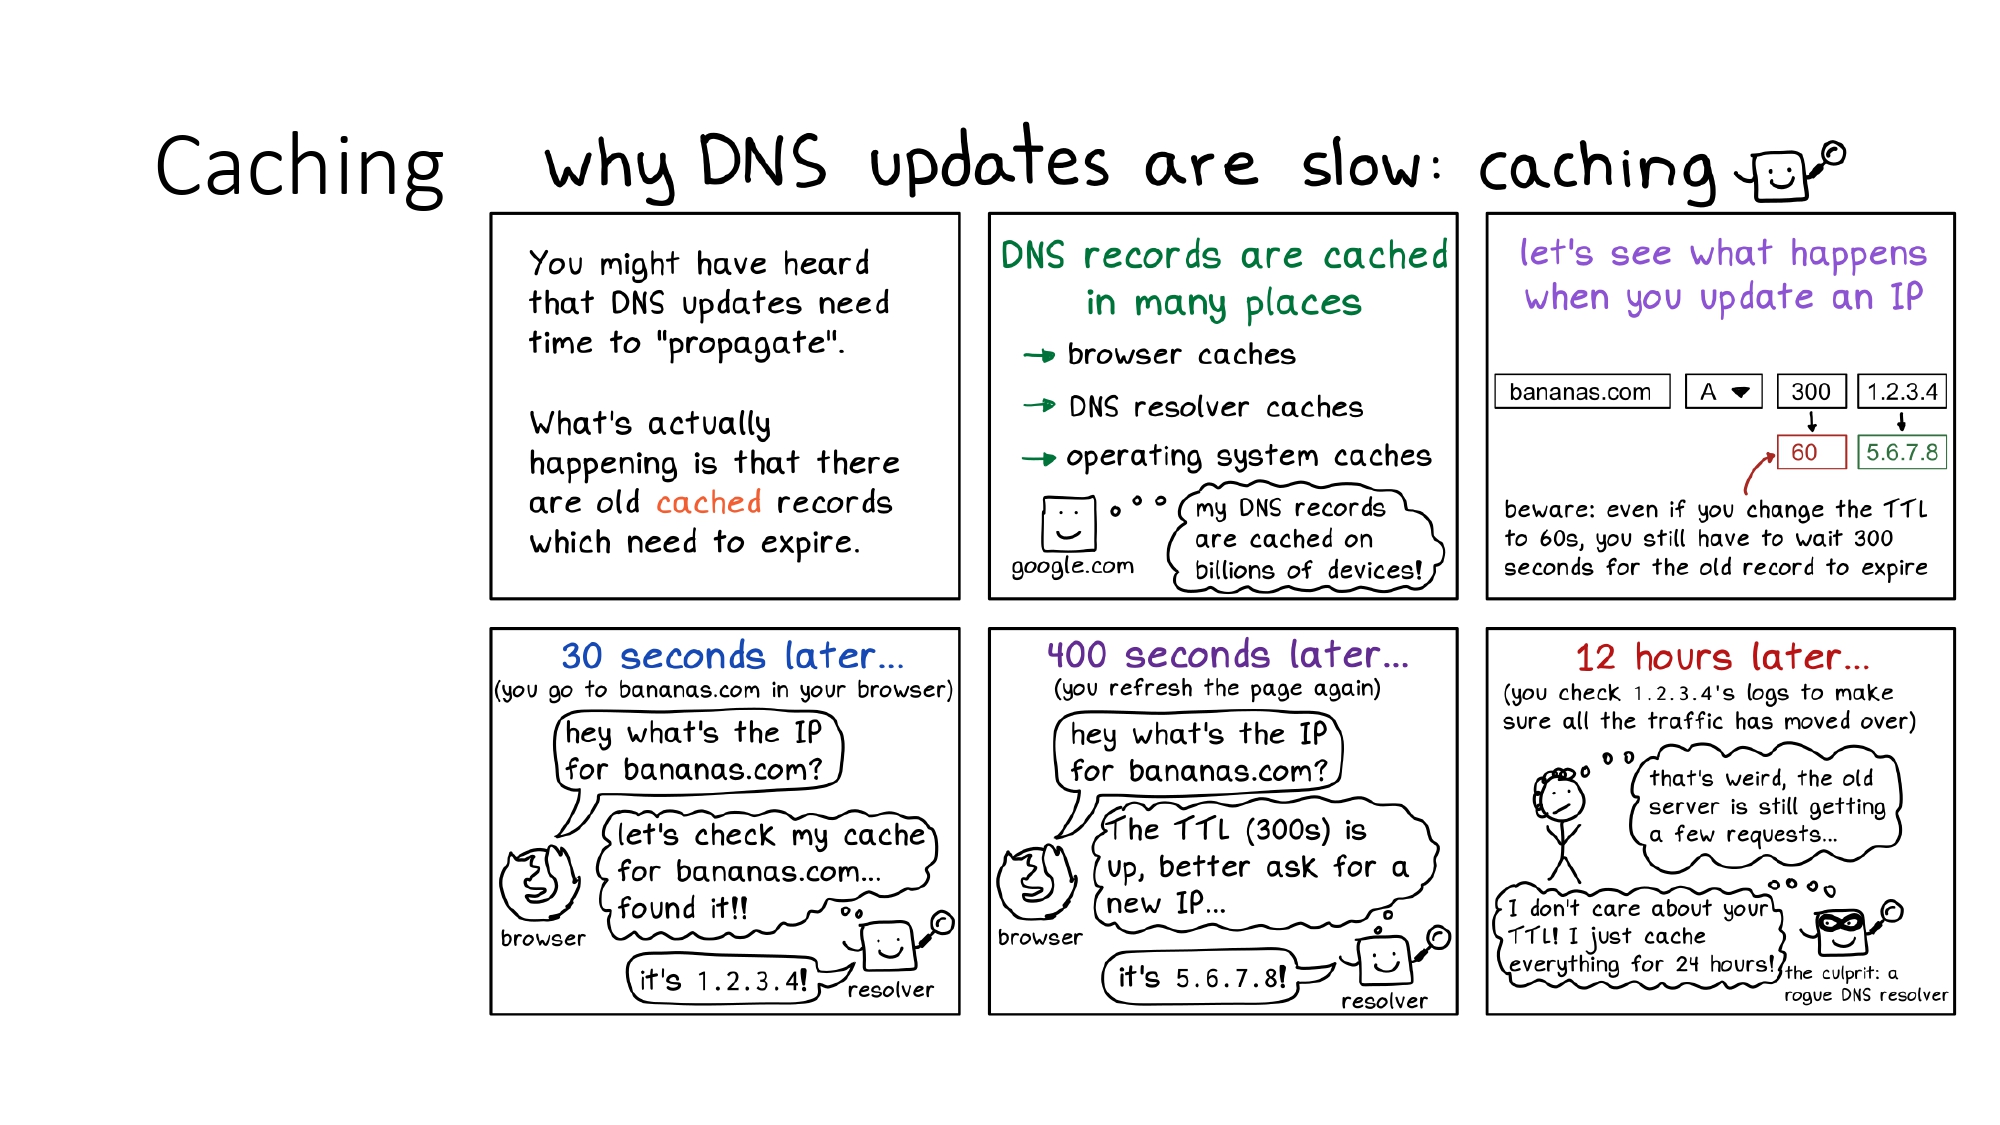 Caching
why DNS updates are slow: caching
You might have heard
that DNS updates need
time to "propagate".
What's actually
happening is that there
are old cached records
which need to expire.
DNS records are cached
in many places
→ browser caches
→ DNS resolver caches
→ operating system caches
my DNS records
are cached on
billions of devices!
google.com
let's see what happens
when you update an IP
bananas.com A 300 1.2.3.4
60 5.6.7.8
beware: even if you change the TTL
to 60s, you still have to wait 300
seconds for the old record to expire
30 seconds later...
(you go to bananas.com in your browser)
hey what's the IP
for bananas.com?
let's check my cache
for bananas.com...
found it!!
browser
it's 1.2.3.4!
resolver
400 seconds later...
(you refresh the page again)
hey what's the IP
for bananas.com?
The TTL (300s) is
up, better ask for a
new IP...
browser
it's 5.6.7.8!
resolver
12 hours later...
(you check 1.2.3.4's logs to make
sure all the traffic has moved over)
that's weird, the old
server is still getting
a few requests...
I don't care about your
TTL! I just cache
everything for 24 hours!
the culprit: a
rogue DNS resolver